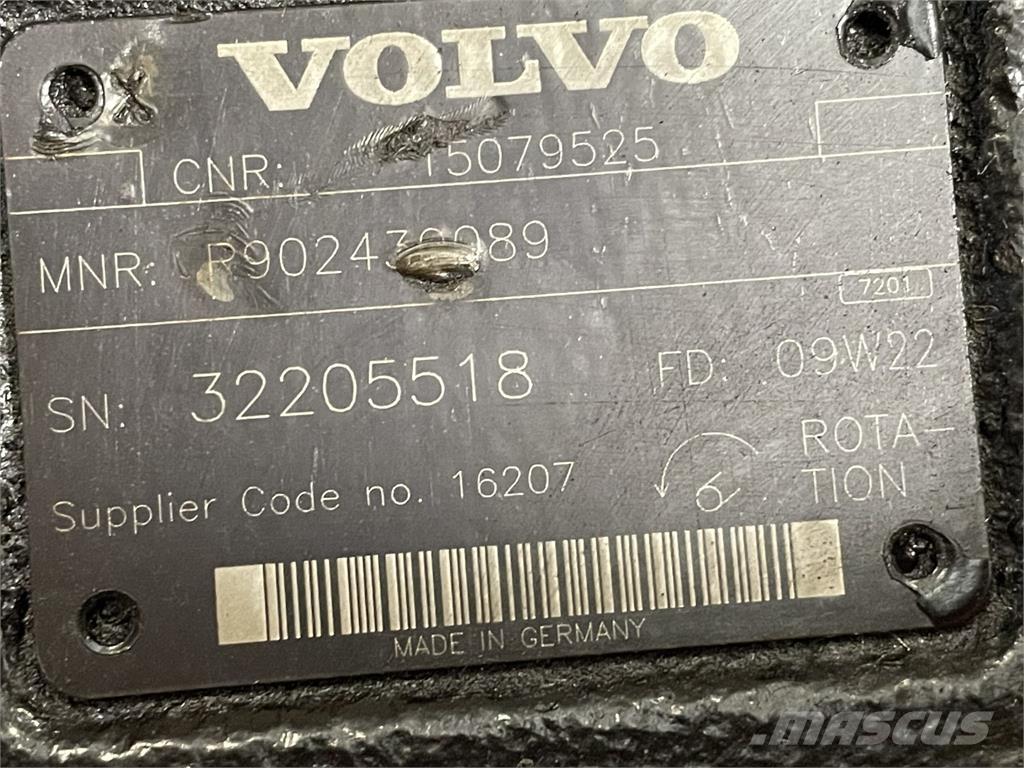 VOLVO
CNR: 15079525
MNR:
7201
SN: 32205518 FD: 09W22
ROTA-
TION
Supplier Code no. 16207
MADE IN GERMANY
MASCUS